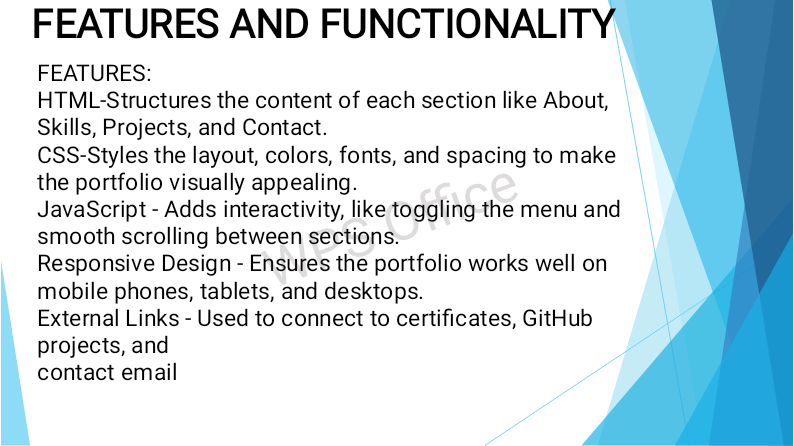 FEATURES AND FUNCTIONALITY
FEATURES:
HTML-Structures the content of each section like About,
Skills, Projects, and Contact.
CSS-Styles the layout, colors, fonts, and spacing to make
the portfolio visually appealing.
JavaScript - Adds interactivity, like toggling the menu and
smooth scrolling between sections.
Responsive Design - Ensures the portfolio works well on
mobile phones, tablets, and desktops.
External Links - Used to connect to certificates, GitHub
projects, and
contact email
WPS Office